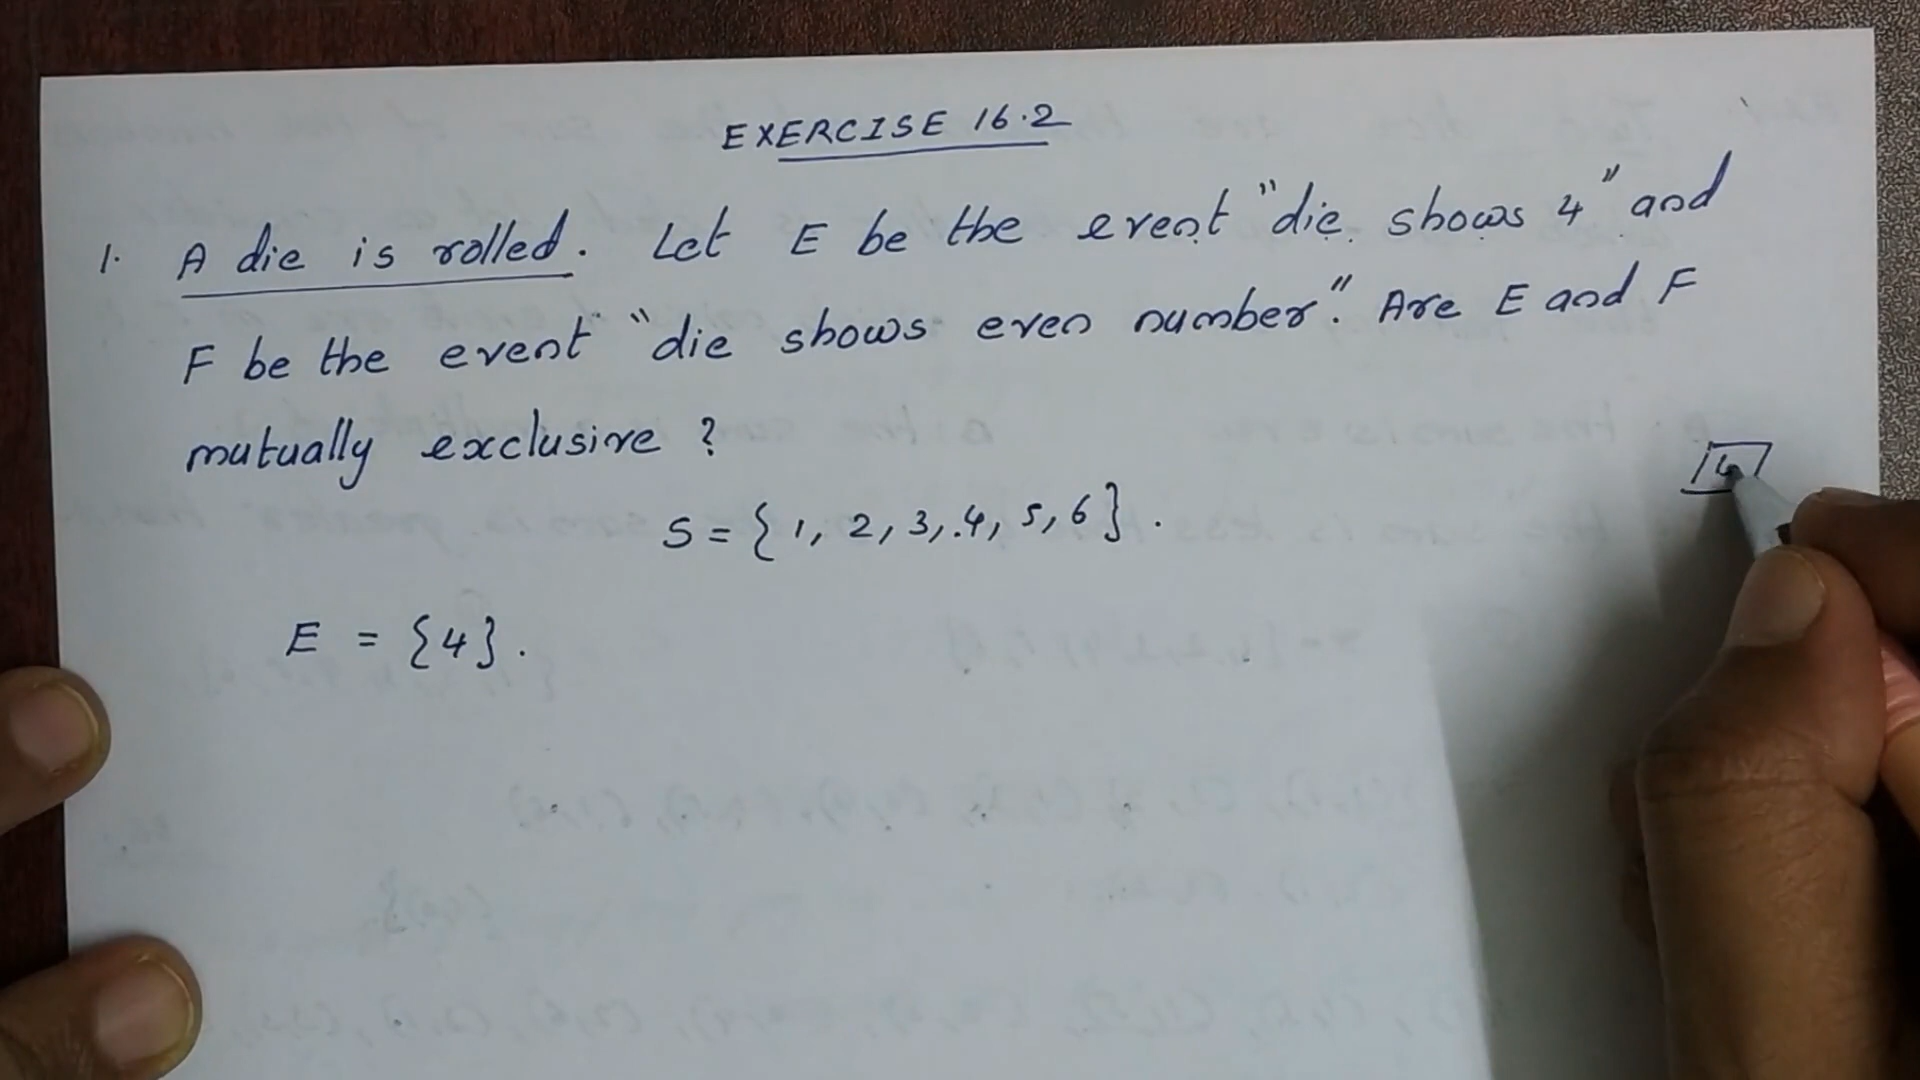 EXERCISE 16.2
1. A die is rolled. Let E be the event "die shows 4" and
F be the event "die shows even number". Are E and F
mutually exclusive ?
S = {1, 2, 3, 4, 5, 6}.
E = {4}.